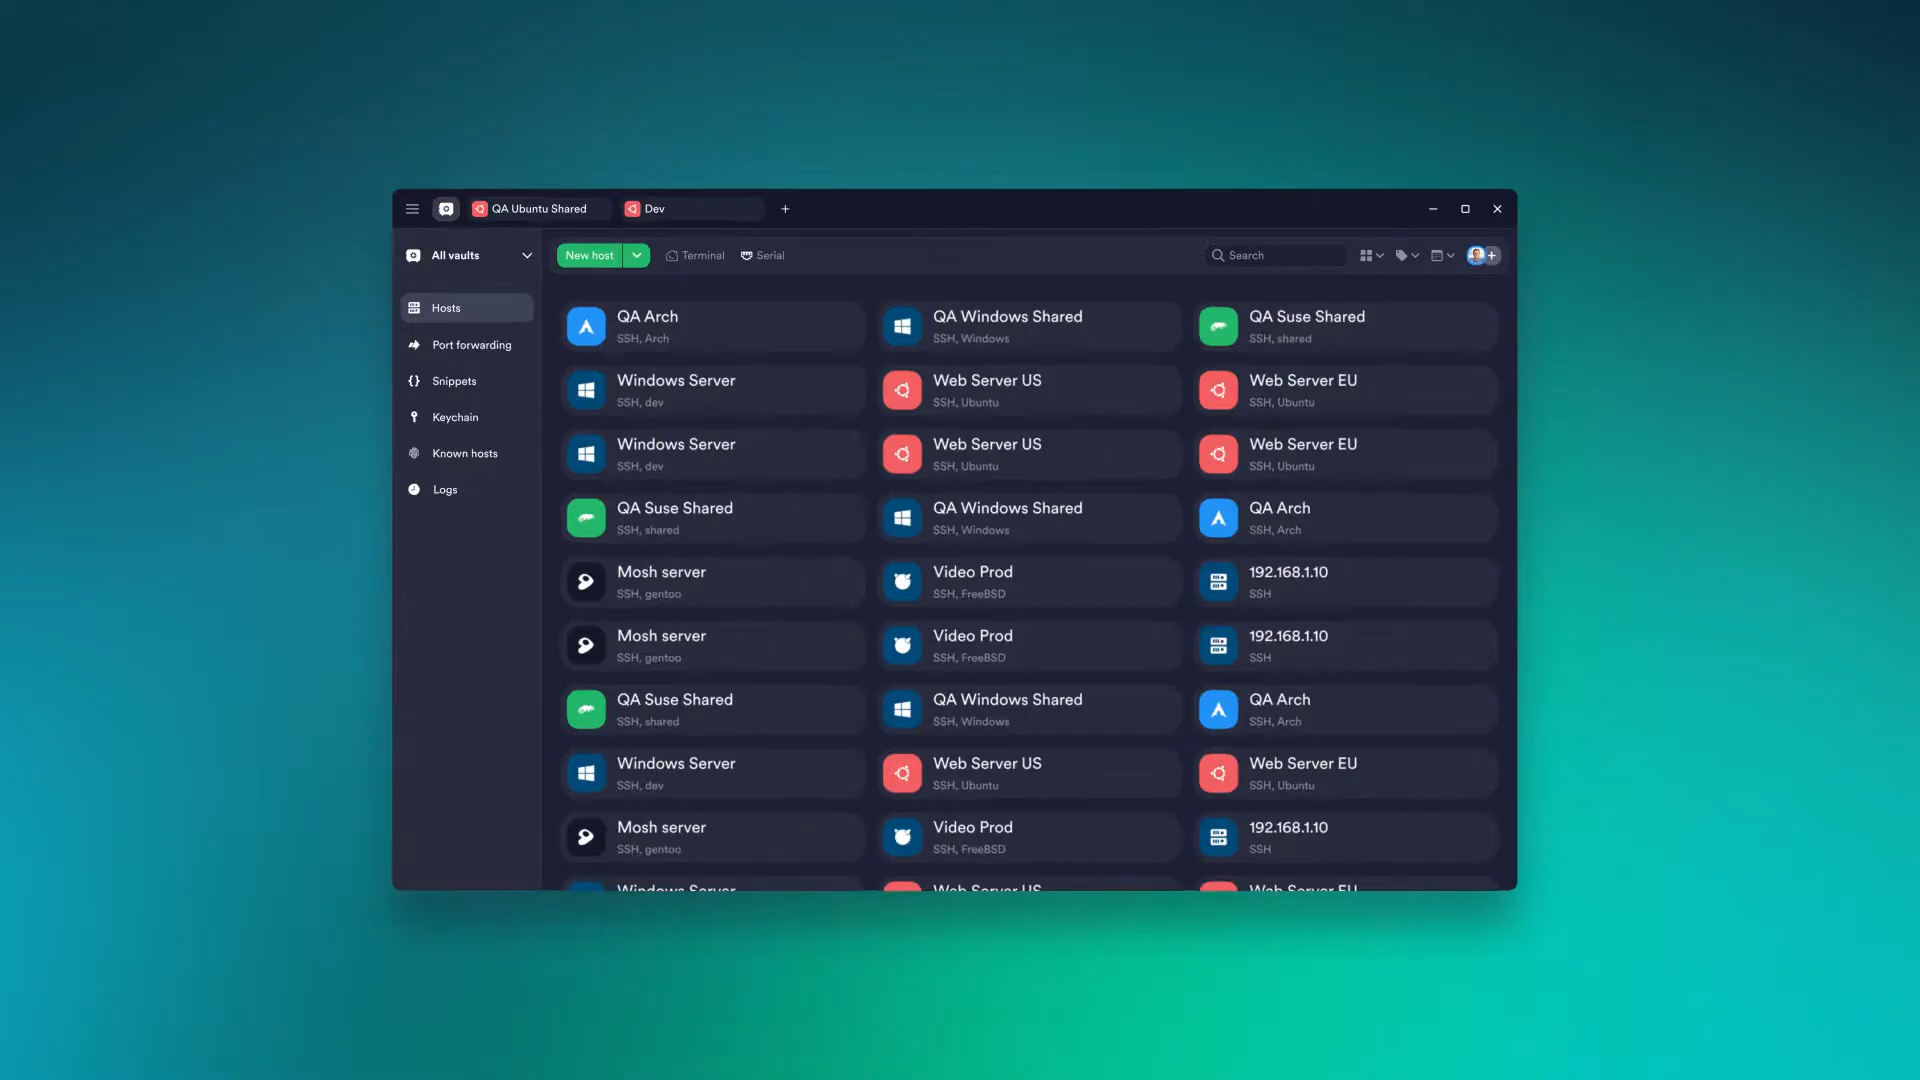 QA Ubuntu Shared
Dev
All vaults
New host
Terminal
Serial
Search
Hosts
Port forwarding
Snippets
Keychain
Known hosts
Logs
QA Arch
SSH, Arch
QA Windows Shared
SSH, Windows
QA Suse Shared
SSH, shared
Windows Server
SSH, dev
Web Server US
SSH, Ubuntu
Web Server EU
SSH, Ubuntu
Windows Server
SSH, dev
Web Server US
SSH, Ubuntu
Web Server EU
SSH, Ubuntu
QA Suse Shared
SSH, shared
QA Windows Shared
SSH, Windows
QA Arch
SSH, Arch
Mosh server
SSH, gentoo
Video Prod
SSH, FreeBSD
192.168.1.10
SSH
Mosh server
SSH, gentoo
Video Prod
SSH, FreeBSD
192.168.1.10
SSH
QA Suse Shared
SSH, shared
QA Windows Shared
SSH, Windows
QA Arch
SSH, Arch
Windows Server
SSH, dev
Web Server US
SSH, Ubuntu
Web Server EU
SSH, Ubuntu
Mosh server
SSH, gentoo
Video Prod
SSH, FreeBSD
192.168.1.10
SSH
Windows Server
Web Server US
Web Server EU